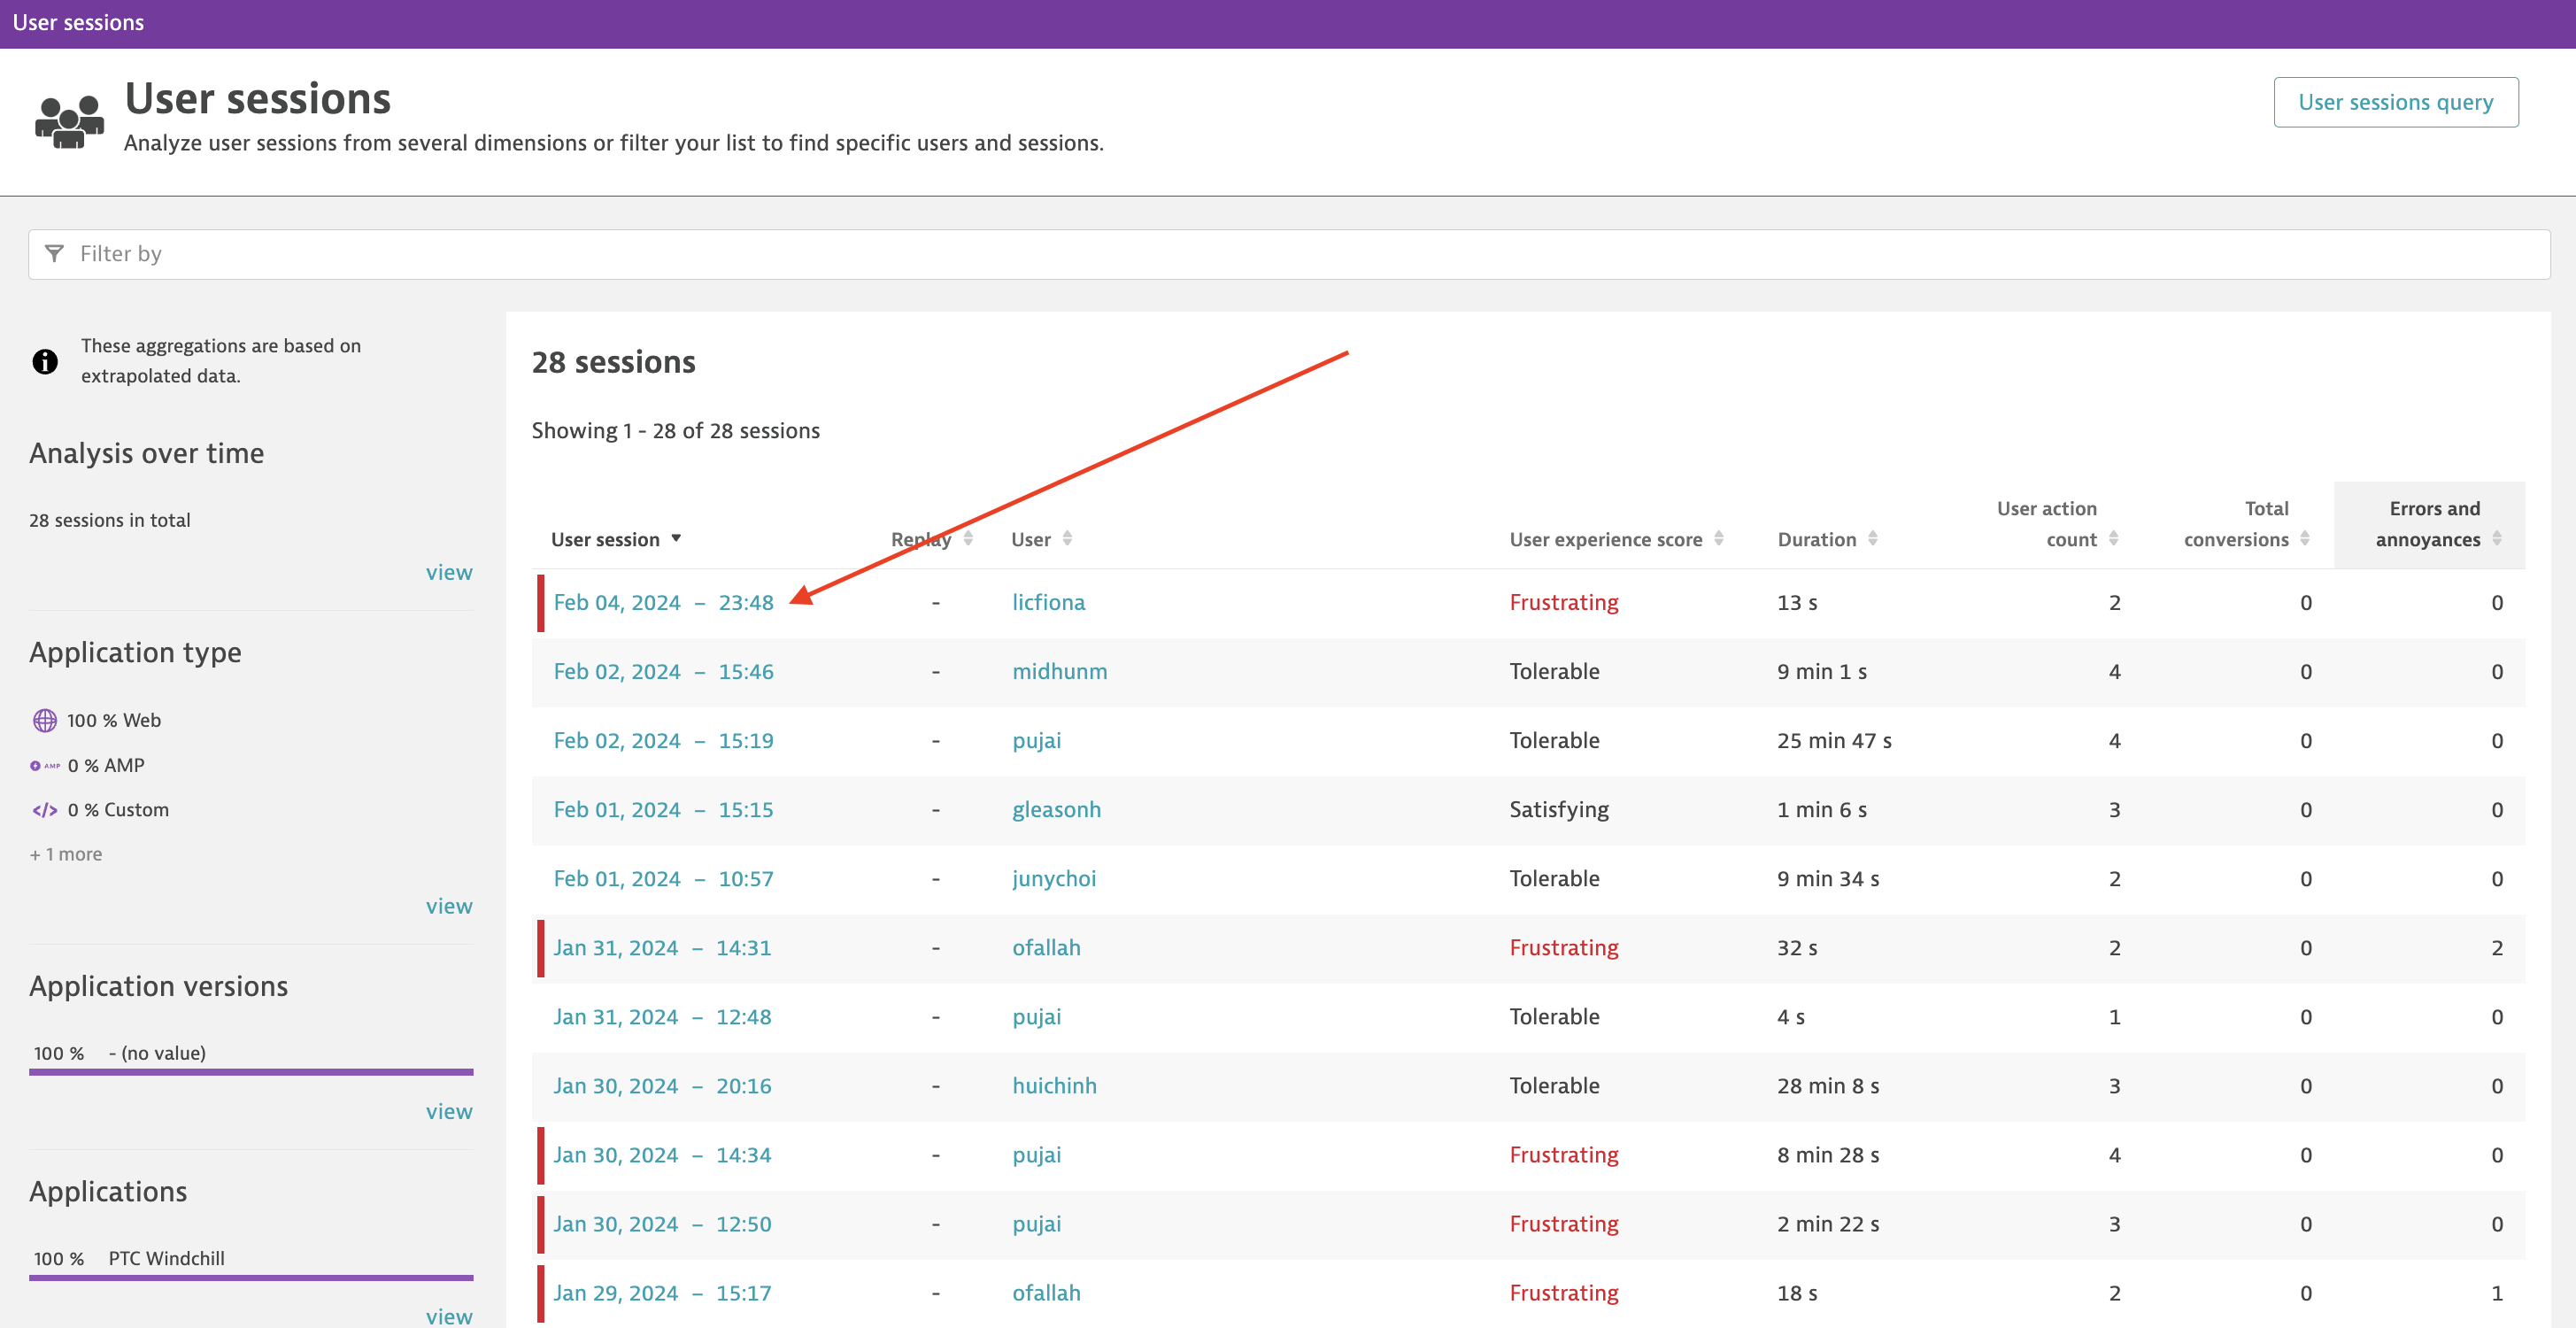 User sessions
User sessions
Analyze user sessions from several dimensions or filter your list to find specific users and sessions.
User sessions query
Filter by
These aggregations are based on
extrapolated data.
Analysis over time
28 sessions in total
view
Application type
100 % Web
AMP 0 % AMP
</> 0 % Custom
+ 1 more
view
Application versions
100 % - (no value)
view
Applications
100 % PTC Windchill
view
28 sessions
Showing 1 - 28 of 28 sessions
User session Replay User User experience score Duration User action count Total conversions Errors and annoyances
Feb 04, 2024 – 23:48 - licfiona Frustrating 13 s 2 0 0
Feb 02, 2024 – 15:46 - midhunm Tolerable 9 min 1 s 4 0 0
Feb 02, 2024 – 15:19 - pujai Tolerable 25 min 47 s 4 0 0
Feb 01, 2024 – 15:15 - gleasonh Satisfying 1 min 6 s 3 0 0
Feb 01, 2024 – 10:57 - junychoi Tolerable 9 min 34 s 2 0 0
Jan 31, 2024 – 14:31 - ofallah Frustrating 32 s 2 0 2
Jan 31, 2024 – 12:48 - pujai Tolerable 4 s 1 0 0
Jan 30, 2024 – 20:16 - huichinh Tolerable 28 min 8 s 3 0 0
Jan 30, 2024 – 14:34 - pujai Frustrating 8 min 28 s 4 0 0
Jan 30, 2024 – 12:50 - pujai Frustrating 2 min 22 s 3 0 0
Jan 29, 2024 – 15:17 - ofallah Frustrating 18 s 2 0 1